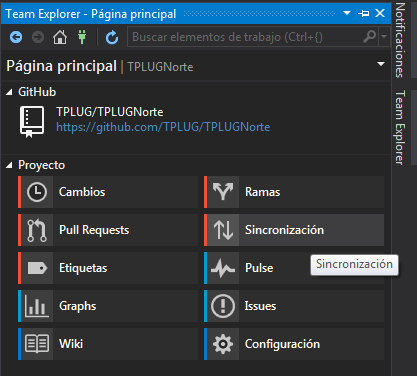 Team Explorer - Página principal
Buscar elementos de trabajo (Ctrl+{)
Página principal | TPLUGNorte
GitHub
TPLUG/TPLUGNorte
https://github.com/TPLUG/TPLUGNorte
Proyecto
Cambios
Ramas
Pull Requests
Sincronización
Etiquetas
Pulse
Sincronización
Graphs
Issues
Wiki
Configuración
Notificaciones
Team Explorer